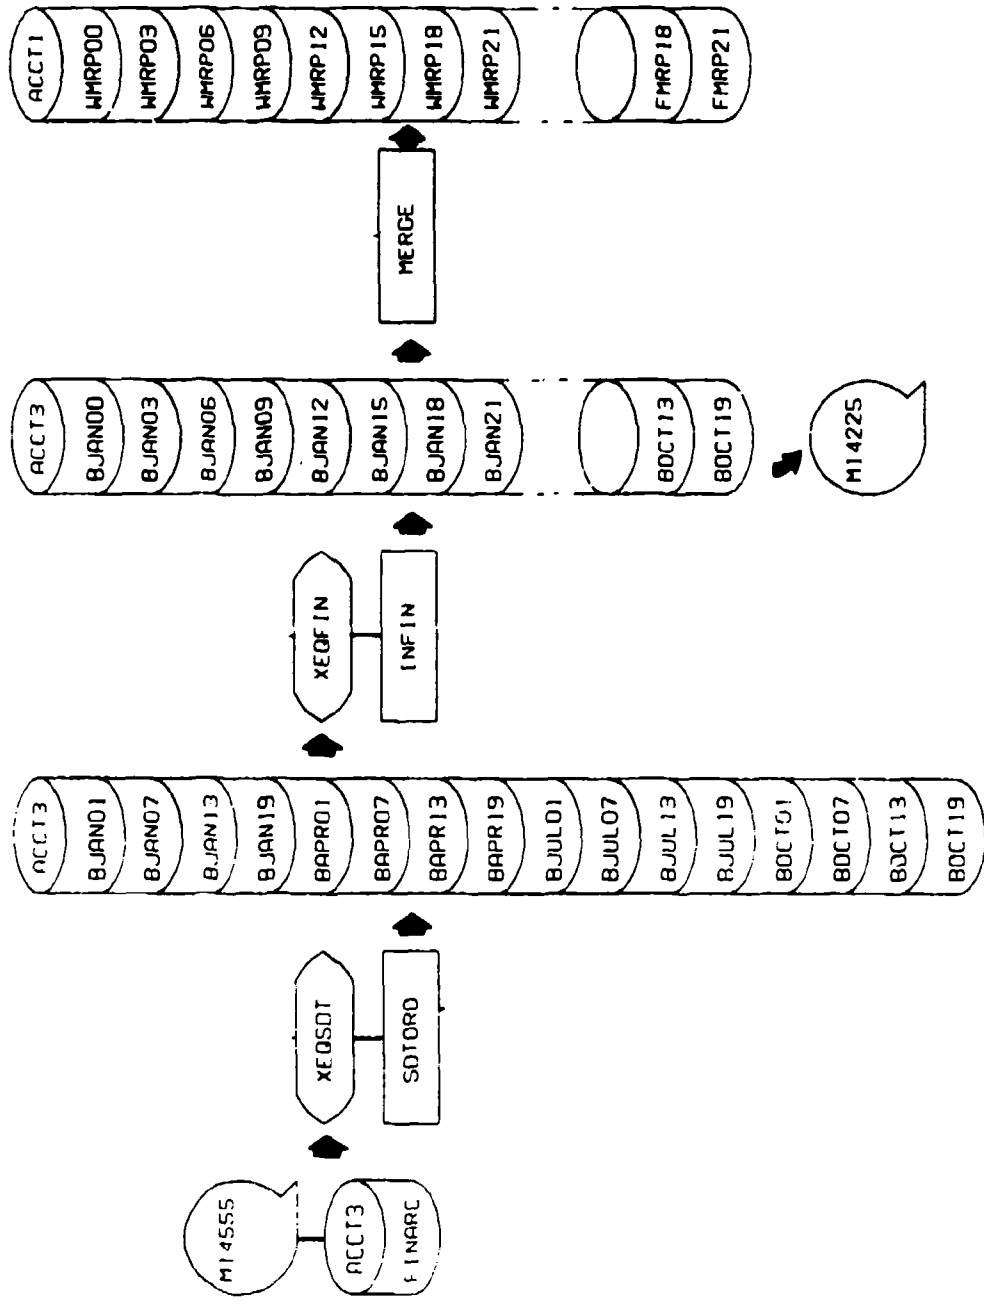 MI4555
ACCT3
FINARC
XEQSDT
SDTORD
ACCT3
BJAN01
BJAN07
BJAN13
BJAN19
BAPR01
BAPR07
BAPR13
BAPR19
BJUL01
BJUL07
BJUL13
BJUL19
BOCT01
BOCT07
BOCT13
BOCT19
XEQFIN
INFIN
ACCT3
BJAN00
BJAN03
BJAN06
BJAN09
BJAN12
BJAN15
BJAN18
BJAN21
BOCT13
BOCT19
MI4225
MERGE
ACCT1
WMRP00
WMRP03
WMRP06
WMRP09
WMRP12
WMRP15
WMRP18
WMRP21
FMRP18
FMRP21